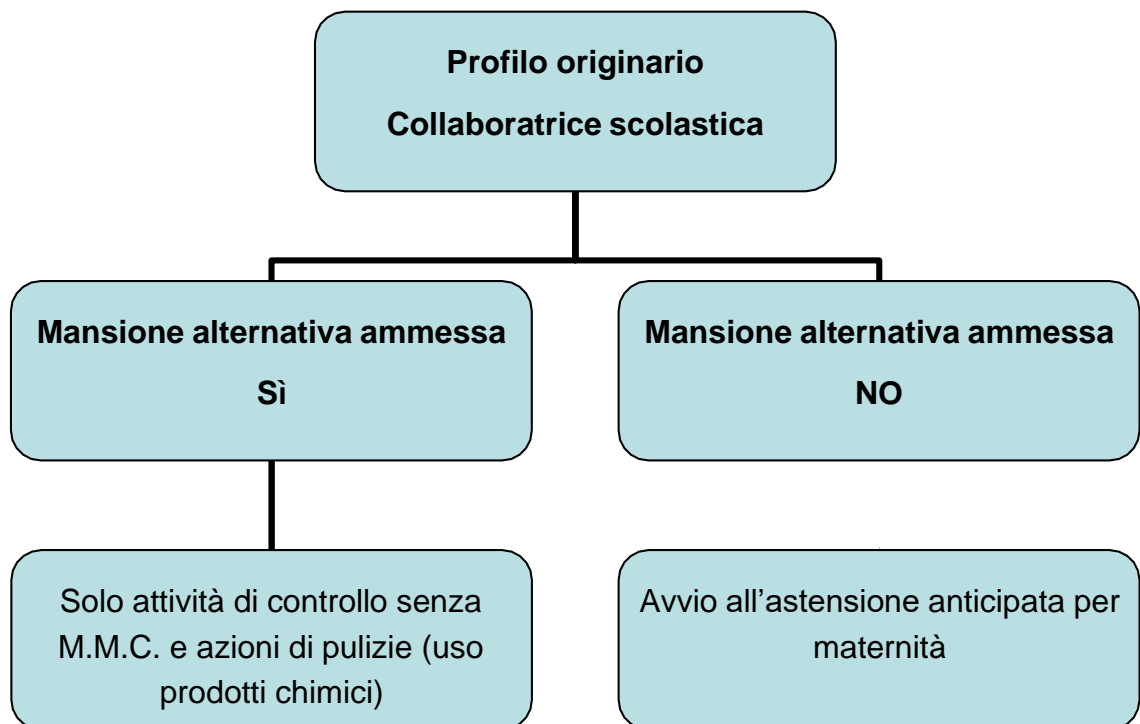 Profilo originario
Collaboratrice scolastica
Mansione alternativa ammessa
Sì
Mansione alternativa ammessa
NO
Solo attività di controllo senza
M.M.C. e azioni di pulizie (uso
prodotti chimici)
Avvio all’astensione anticipata per
maternità